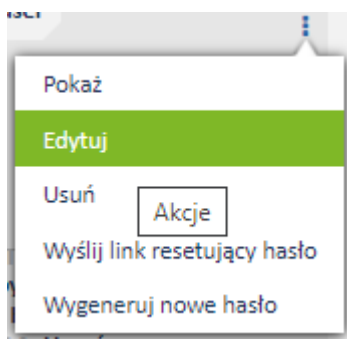 Pokaż
Edytuj
Usuń
Akcje
Wyślij link resetujący hasło
Wygeneruj nowe hasło